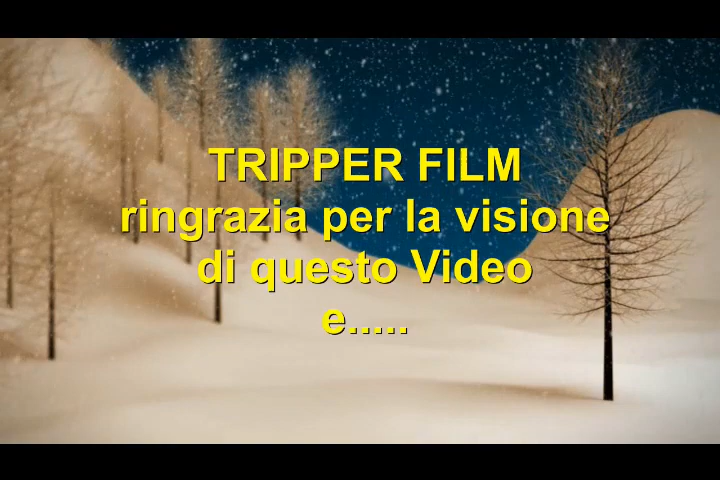 TRIPPER FILM
ringrazia per la visione
di questo Video
e.....